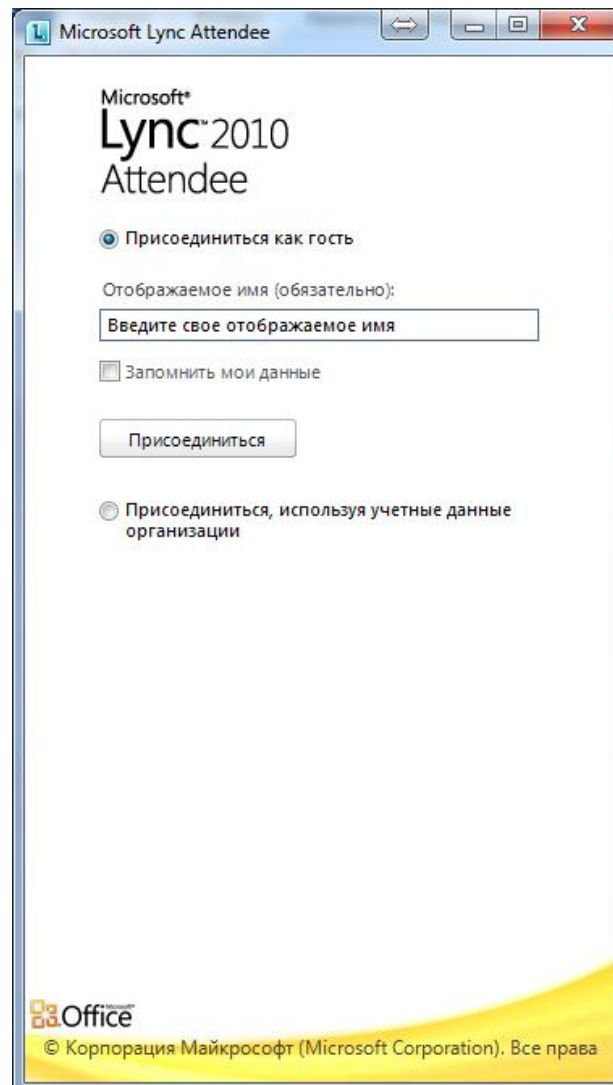 Microsoft Lync Attendee
Microsoft®
Lync™ 2010
Attendee
Присоединиться как гость
Отображаемое имя (обязательно):
Введите свое отображаемое имя
Запомнить мои данные
Присоединиться
Присоединиться, используя учетные данные
организации
Microsoft®
Office
© Корпорация Майкрософт (Microsoft Corporation). Все права